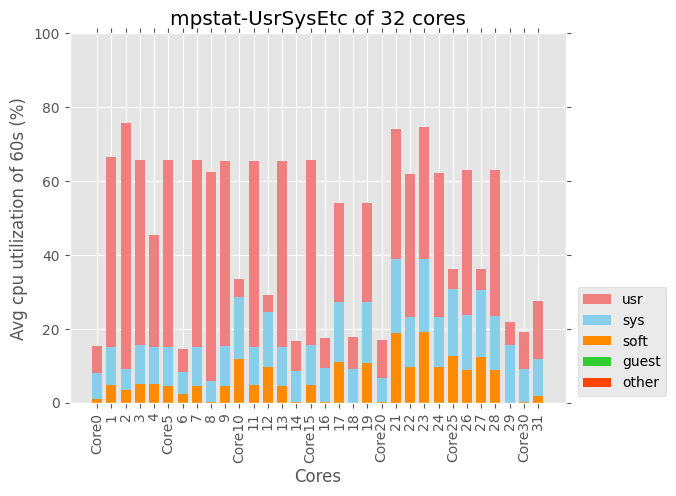 mpstat-UsrSysEtc of 32 cores
Avg cpu utilization of 60s (%)
100
80
60
40
20
0
Core0
1
2
3
4
Core5
6
7
8
9
Core10
11
12
13
14
Core15
16
17
18
19
Core20
21
22
23
24
Core25
26
27
28
29
Core30
31
Cores
usr
sys
soft
guest
other